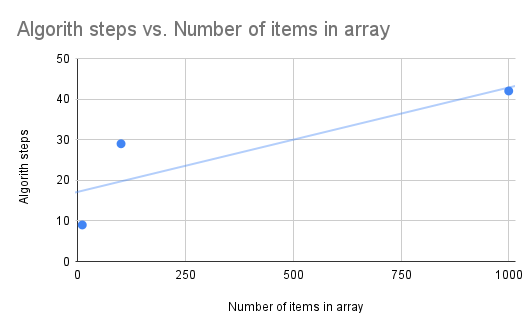 Algorith steps vs. Number of items in array
50
40
30
20
10
0
Algorith steps
0 250 500 750 1000
Number of items in array